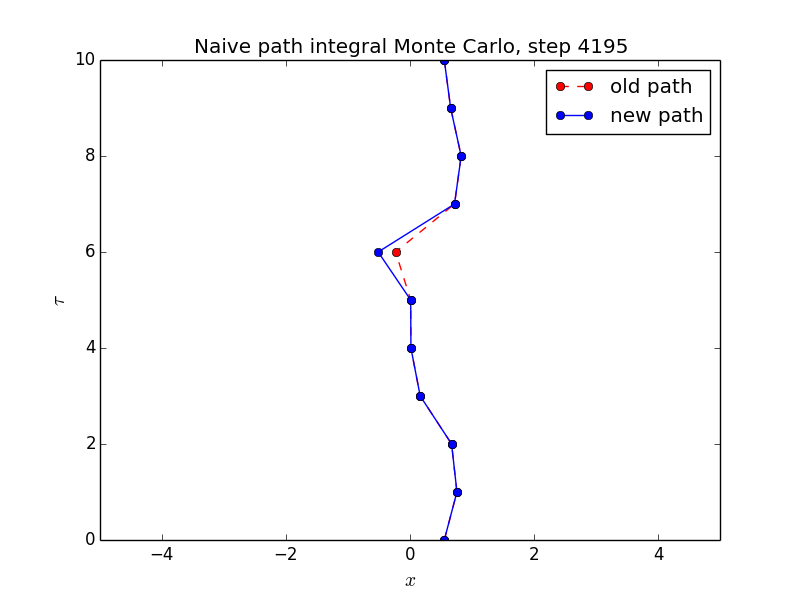 Naive path integral Monte Carlo, step 4195
10
8
6
4
2
0
τ
old path
new path
−4 −2 0 2 4
x